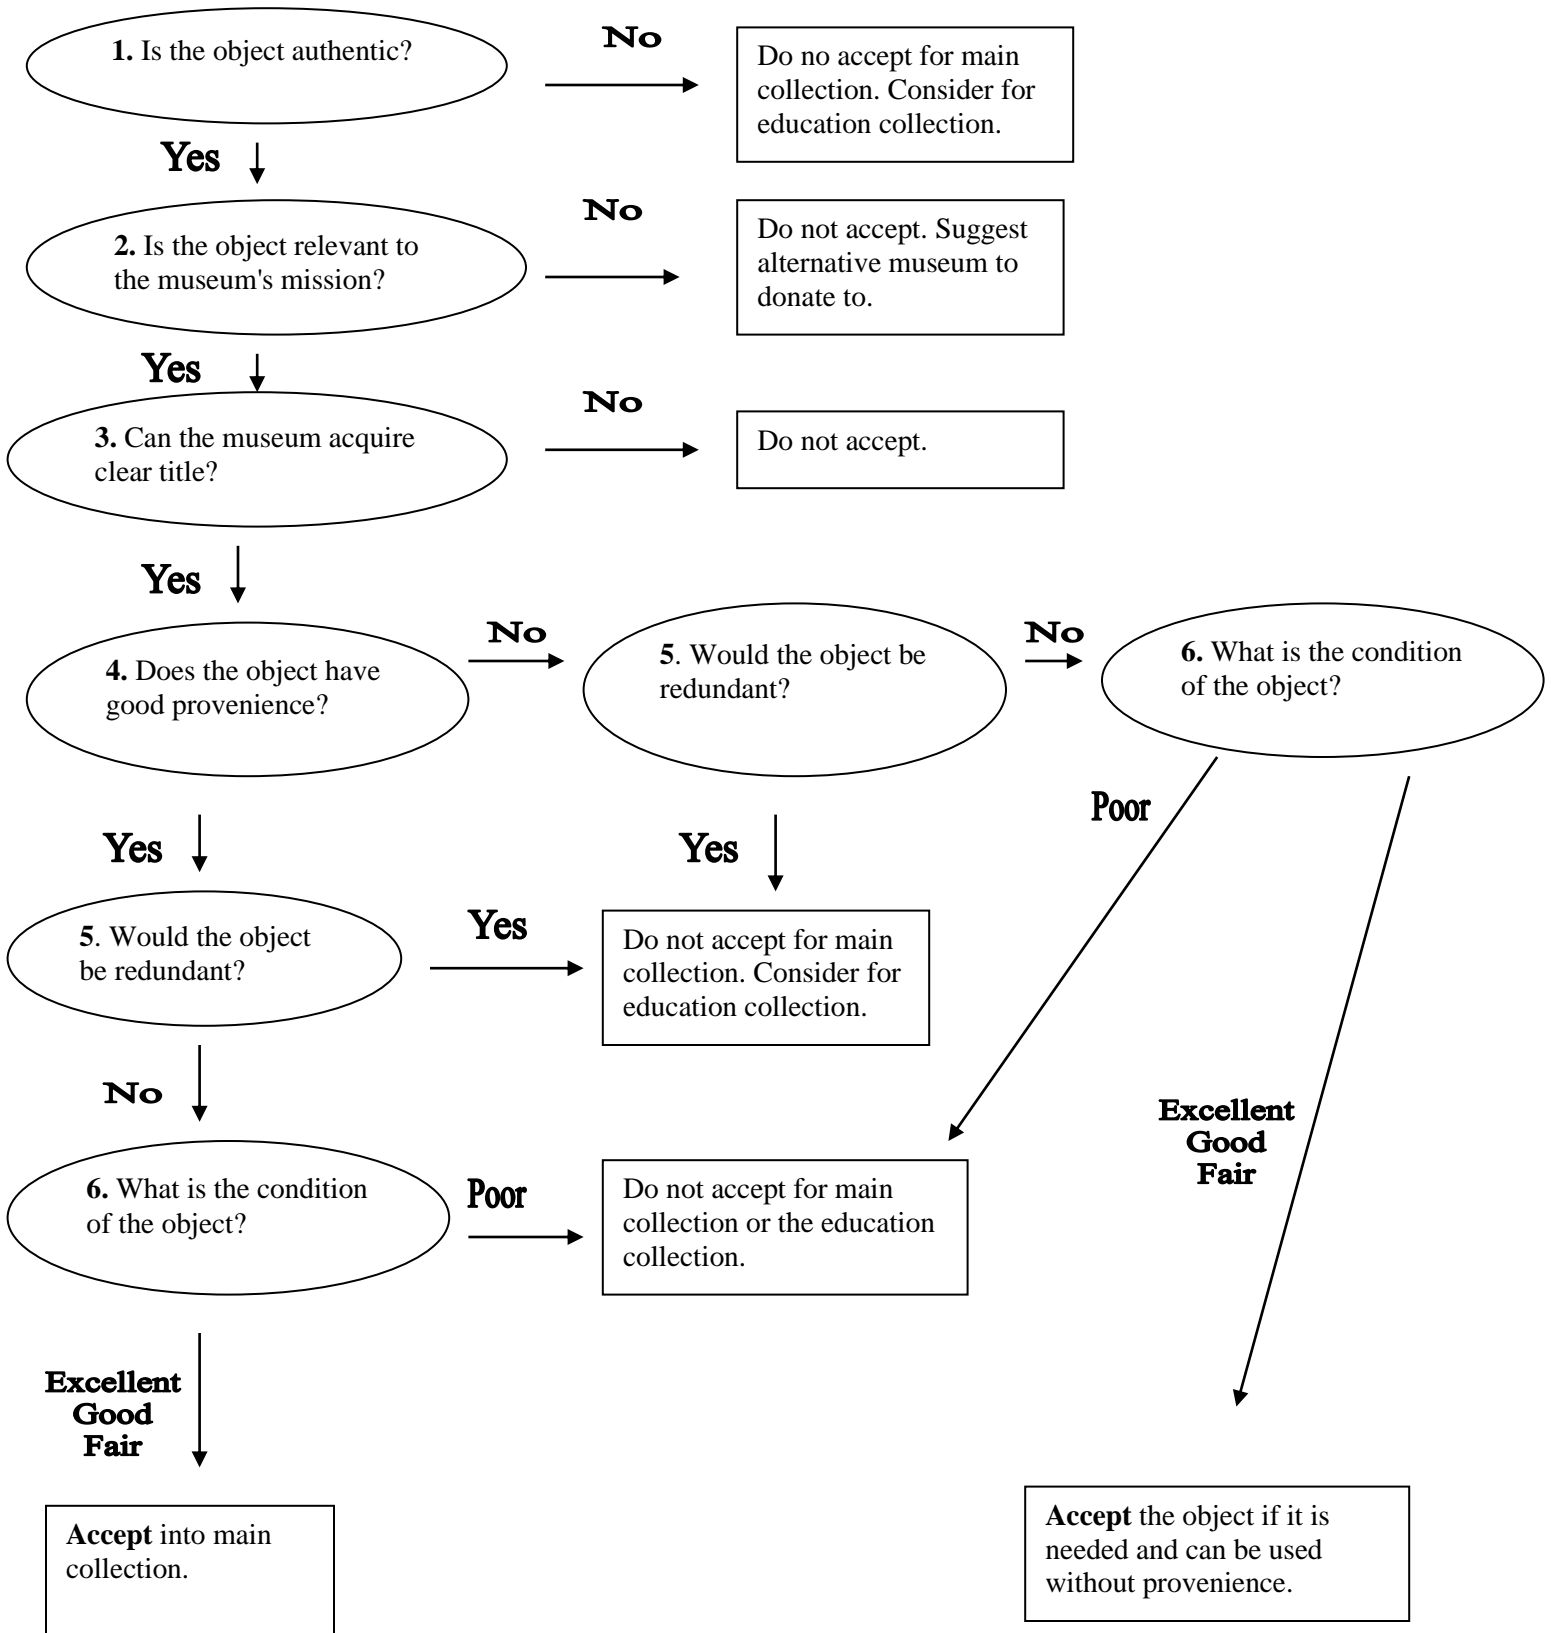 1. Is the object authentic?
No
Do no accept for main
collection. Consider for
education collection.
Yes
2. Is the object relevant to
the museum's mission?
No
Do not accept. Suggest
alternative museum to
donate to.
Yes
3. Can the museum acquire
clear title?
No
Do not accept.
Yes
4. Does the object have
good provenience?
No
5. Would the object be
redundant?
No
6. What is the condition
of the object?
Yes
Yes
Poor
5. Would the object
be redundant?
Yes
Do not accept for main
collection. Consider for
education collection.
No
Excellent
Good
Fair
6. What is the condition
of the object?
Poor
Do not accept for main
collection or the education
collection.
Excellent
Good
Fair
Accept into main
collection.
Accept the object if it is
needed and can be used
without provenience.